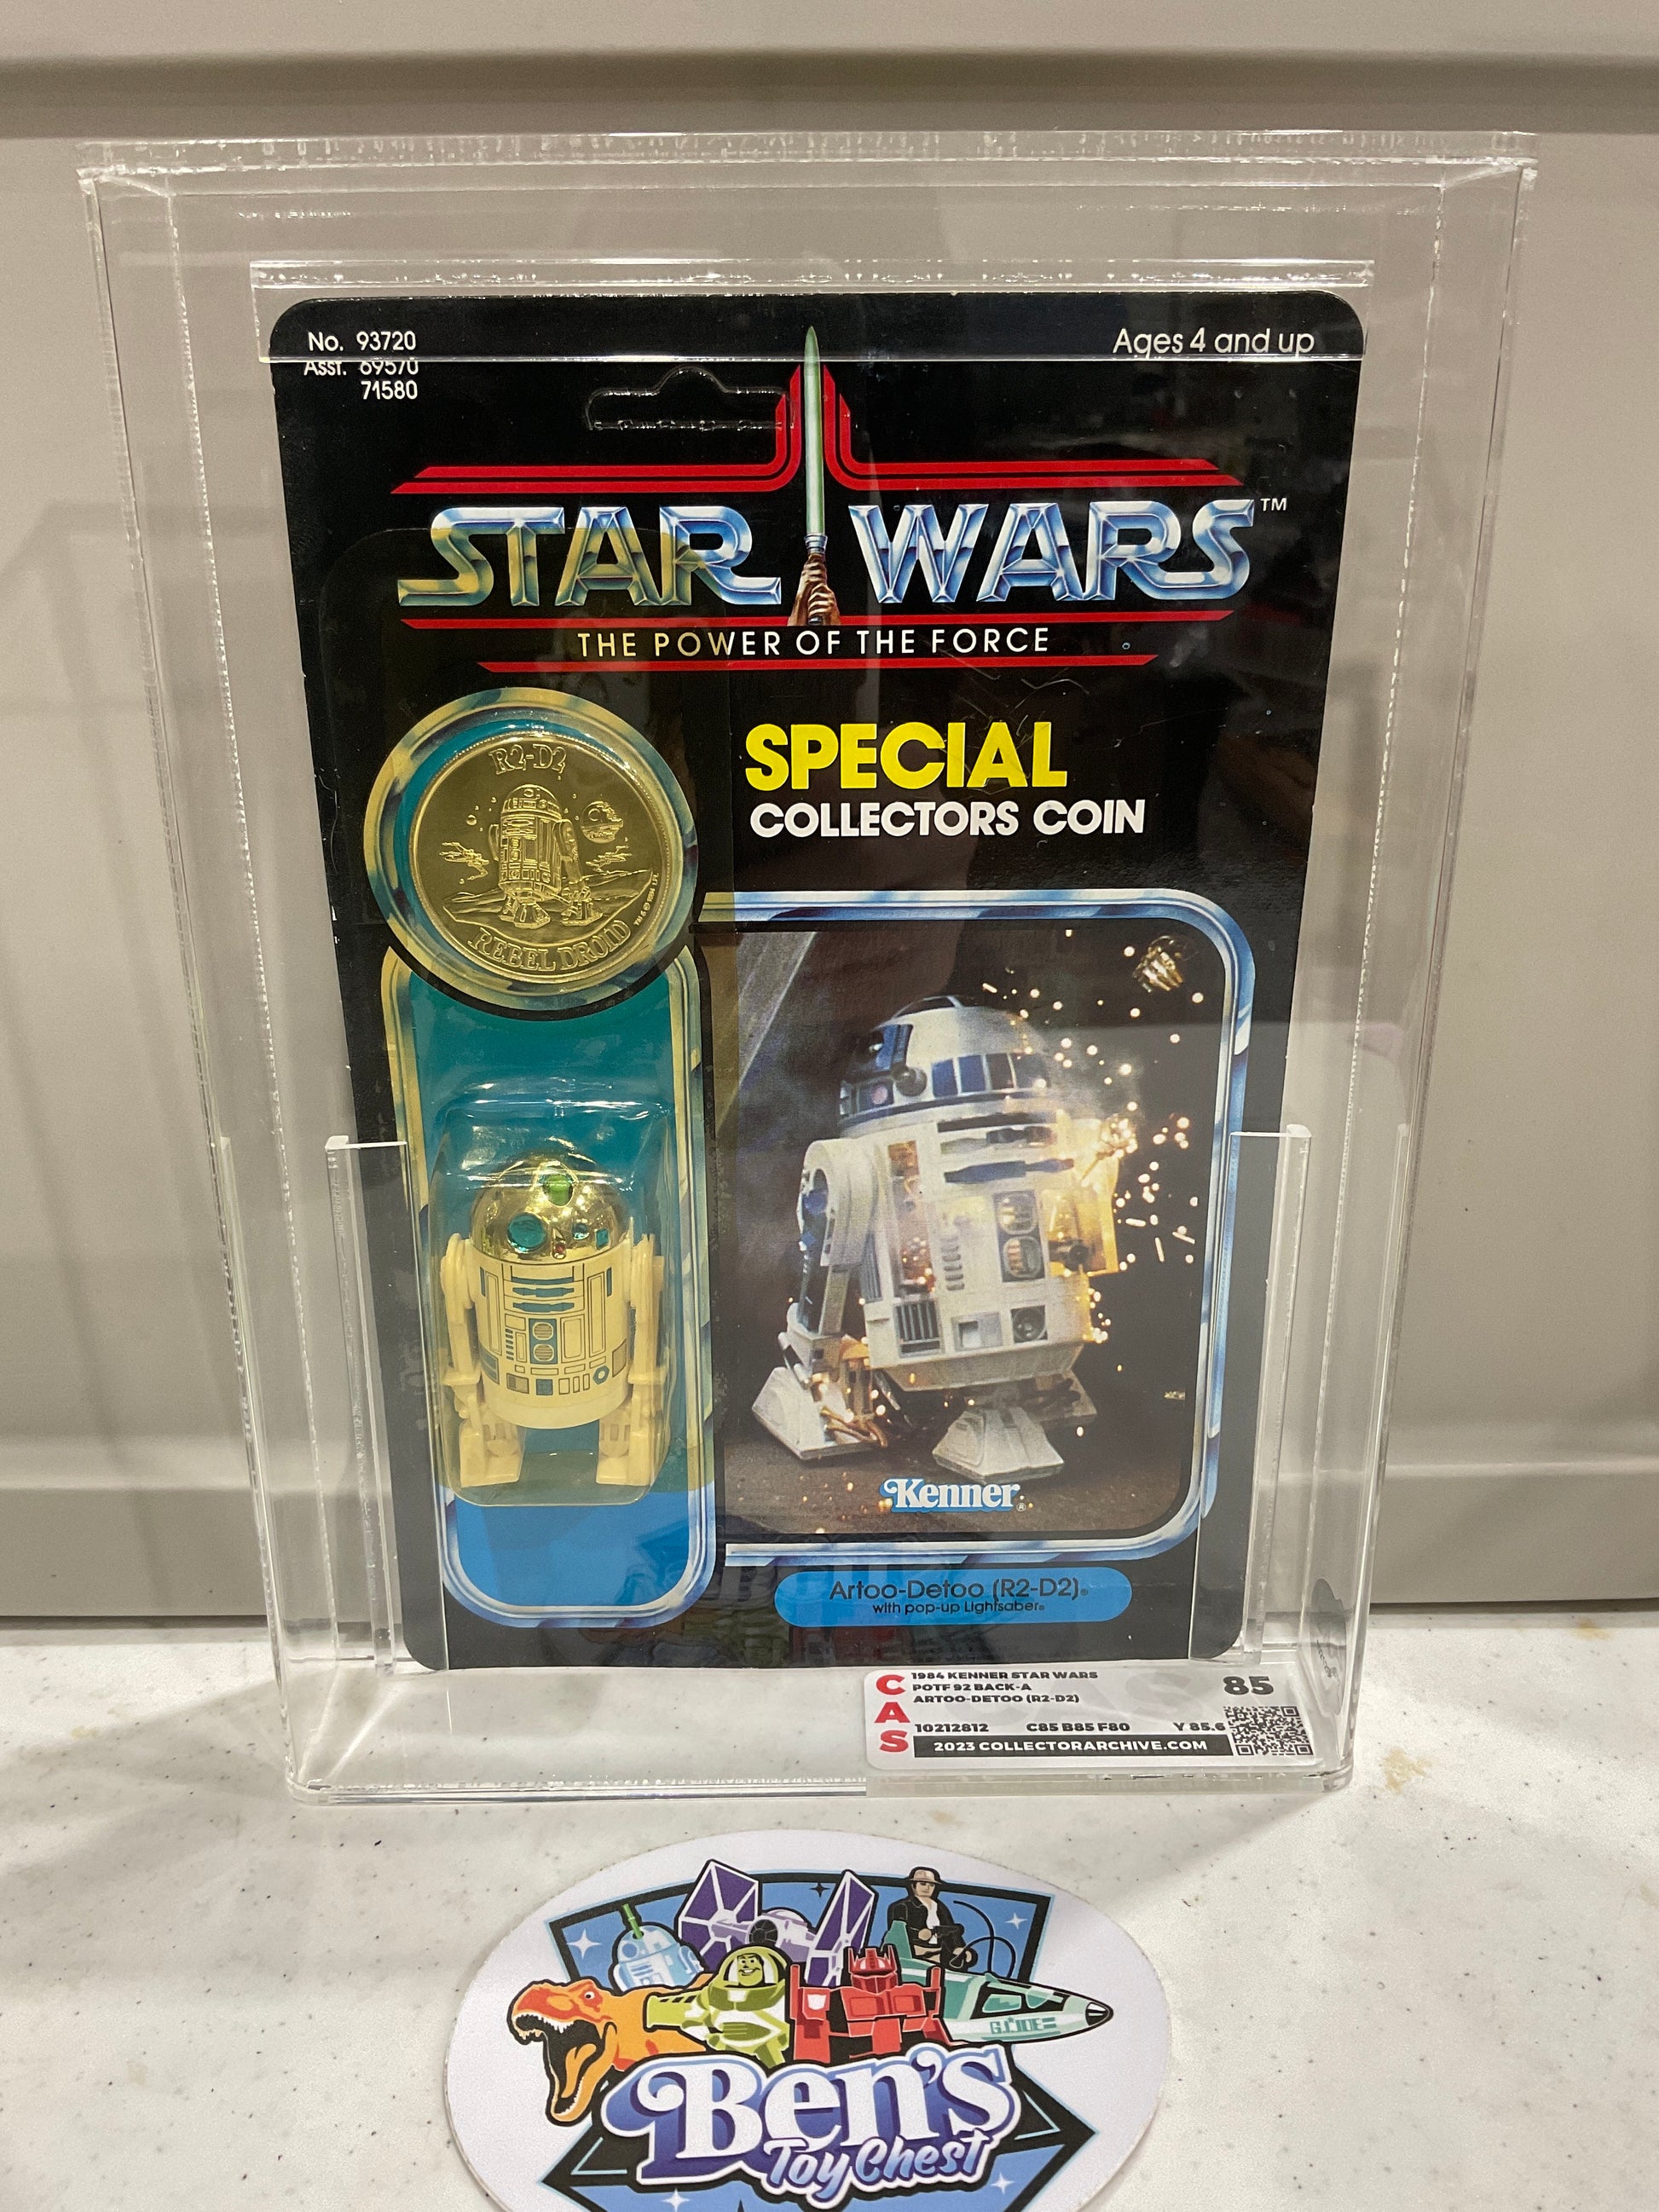 No. 93720
Asst. 69570
71580
Ages 4 and up
STAR WARS™
THE POWER OF THE FORCE
SPECIAL
COLLECTORS COIN
R2-D2
REBEL DROID
Kenner®
Artoo-Detoo (R2-D2)®
with pop-up Lightsaber®
CAS
1984 KENNER STAR WARS
POTF 92 BACK-A
ARTOO-DETOO (R2-D2)
85
10212812 C85 B85 F80 Y 85.6
2023 COLLECTORARCHIVE.COM
G.I. JOE
Ben's
Toy Chest